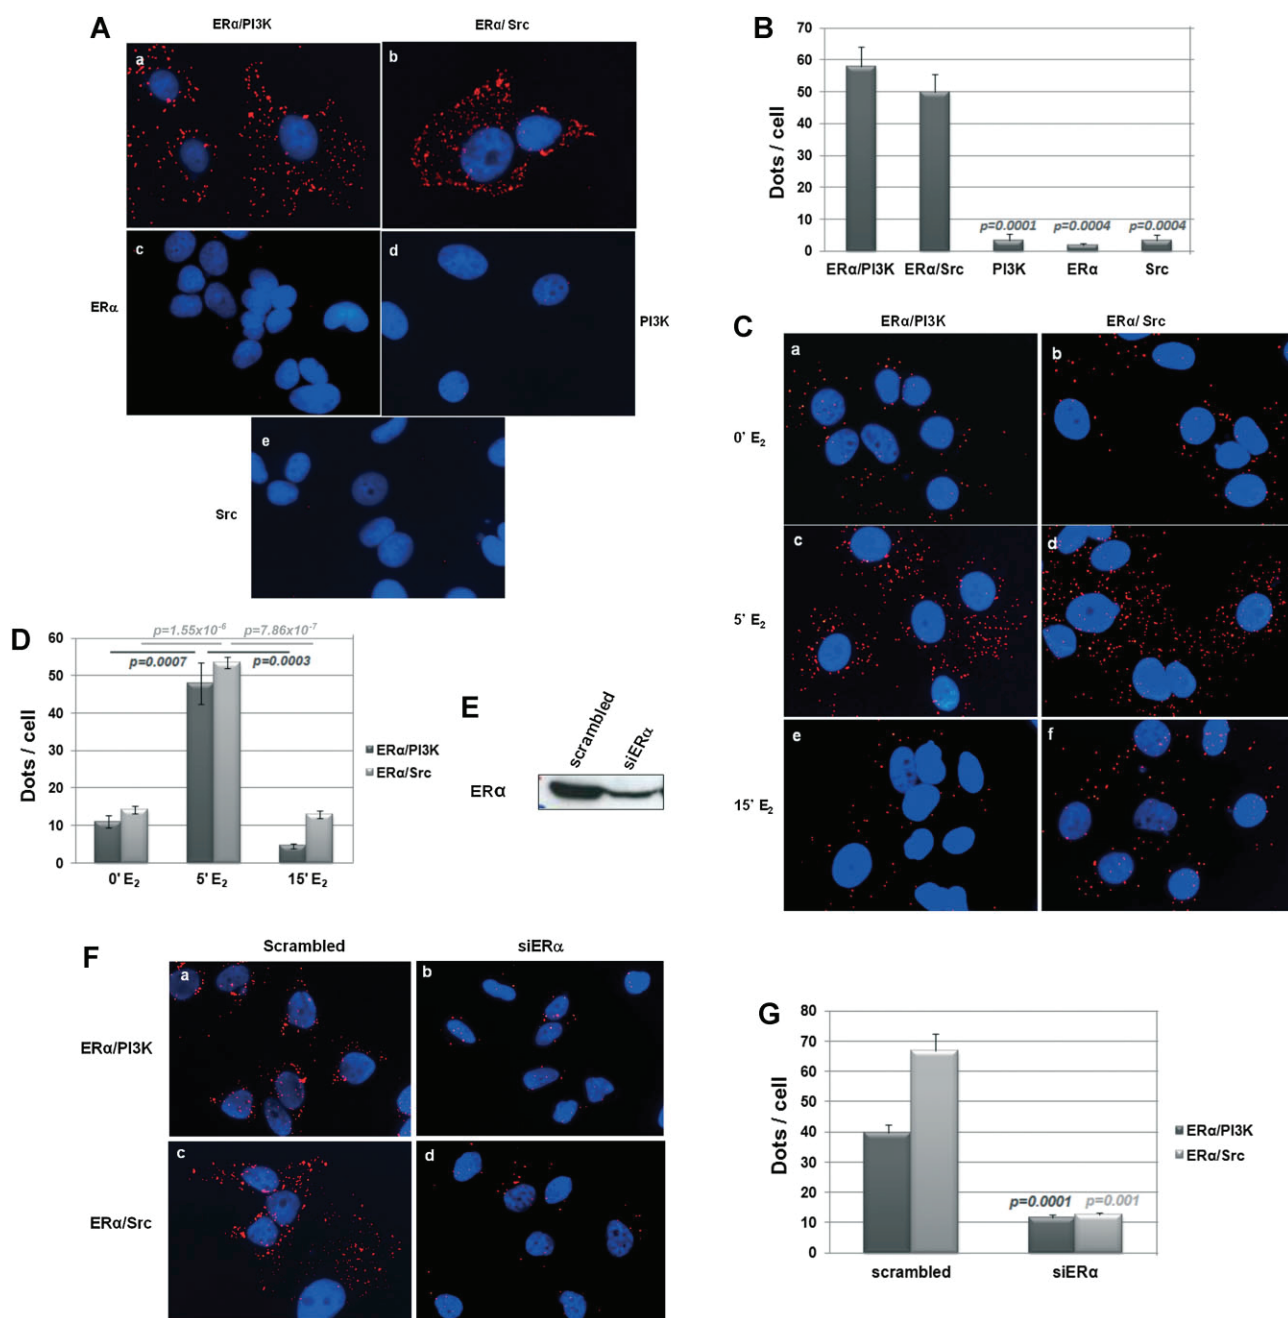 A
ERα/PI3K
ERα/ Src
a
b
c
d
ERα
PI3K
e
Src
B
Dots / cell
70
60
50
40
30
20
10
0
p=0.0001
p=0.0004
p=0.0004
ERα/PI3K
ERα/Src
PI3K
ERα
Src
C
ERα/PI3K
ERα/ Src
a
b
0' E₂
c
d
5' E₂
e
f
15' E₂
D
p=1.55x10⁻⁶
p=7.86x10⁻⁷
p=0.0007
p=0.0003
Dots / cell
60
50
40
30
20
10
0
0' E₂
5' E₂
15' E₂
ERα/PI3K
ERα/Src
E
scrambled
siERα
ERα
F
Scrambled
siERα
a
b
ERα/PI3K
c
d
ERα/Src
G
Dots / cell
80
70
60
50
40
30
20
10
0
p=0.0001
p=0.001
scrambled
siERα
ERα/PI3K
ERα/Src